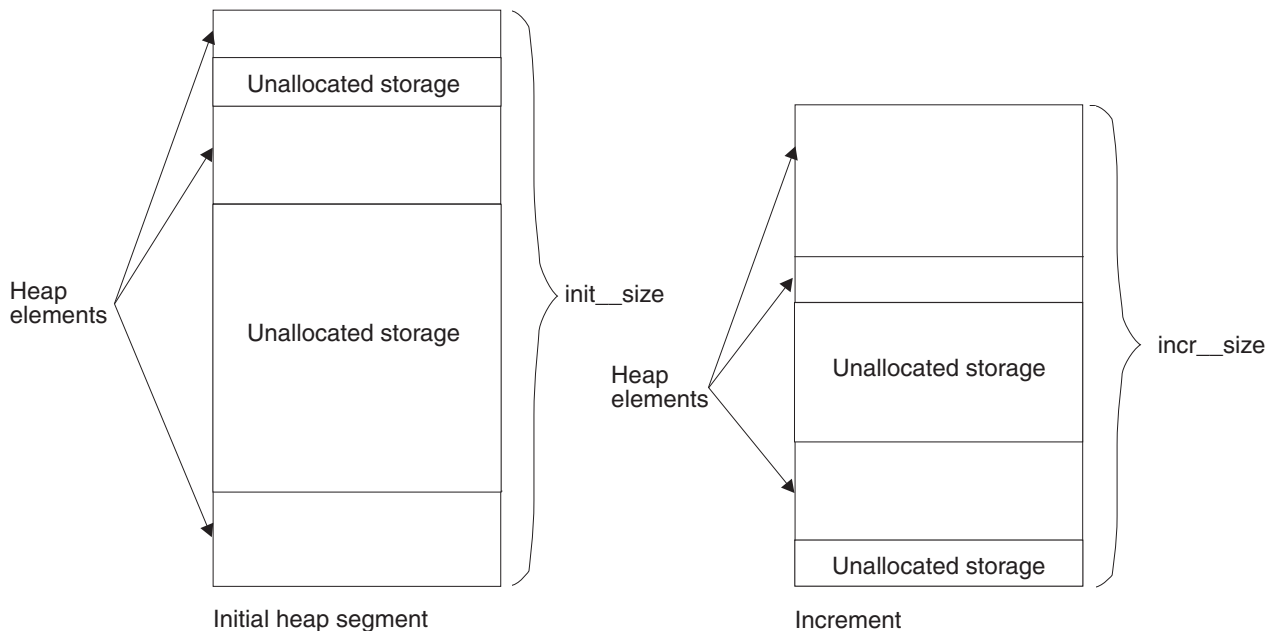 Unallocated storage
Heap
elements
Unallocated storage
init__size
Initial heap segment
Heap
elements
Unallocated storage
Unallocated storage
incr__size
Increment